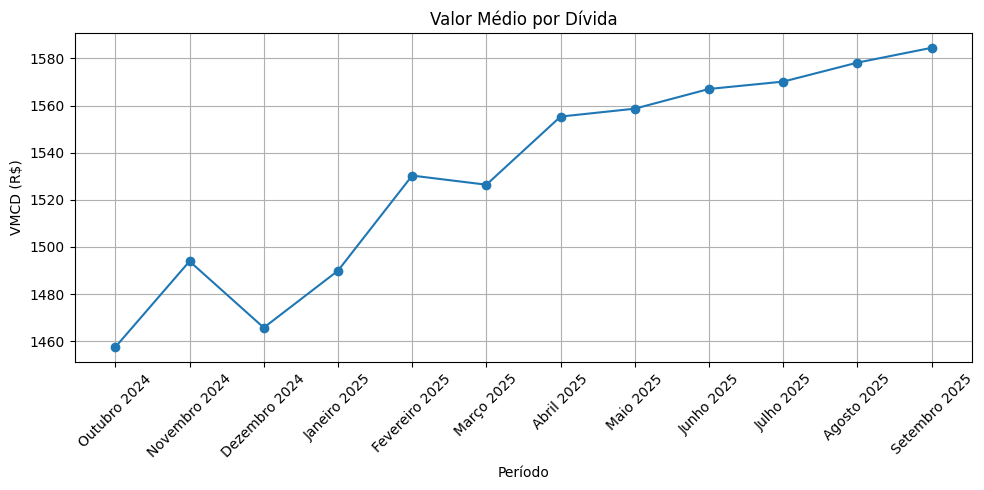 Valor Médio por Dívida
VMCD (R$)
1580
1560
1540
1520
1500
1480
1460
Outubro 2024
Novembro 2024
Dezembro 2024
Janeiro 2025
Fevereiro 2025
Março 2025
Abril 2025
Maio 2025
Junho 2025
Julho 2025
Agosto 2025
Setembro 2025
Período